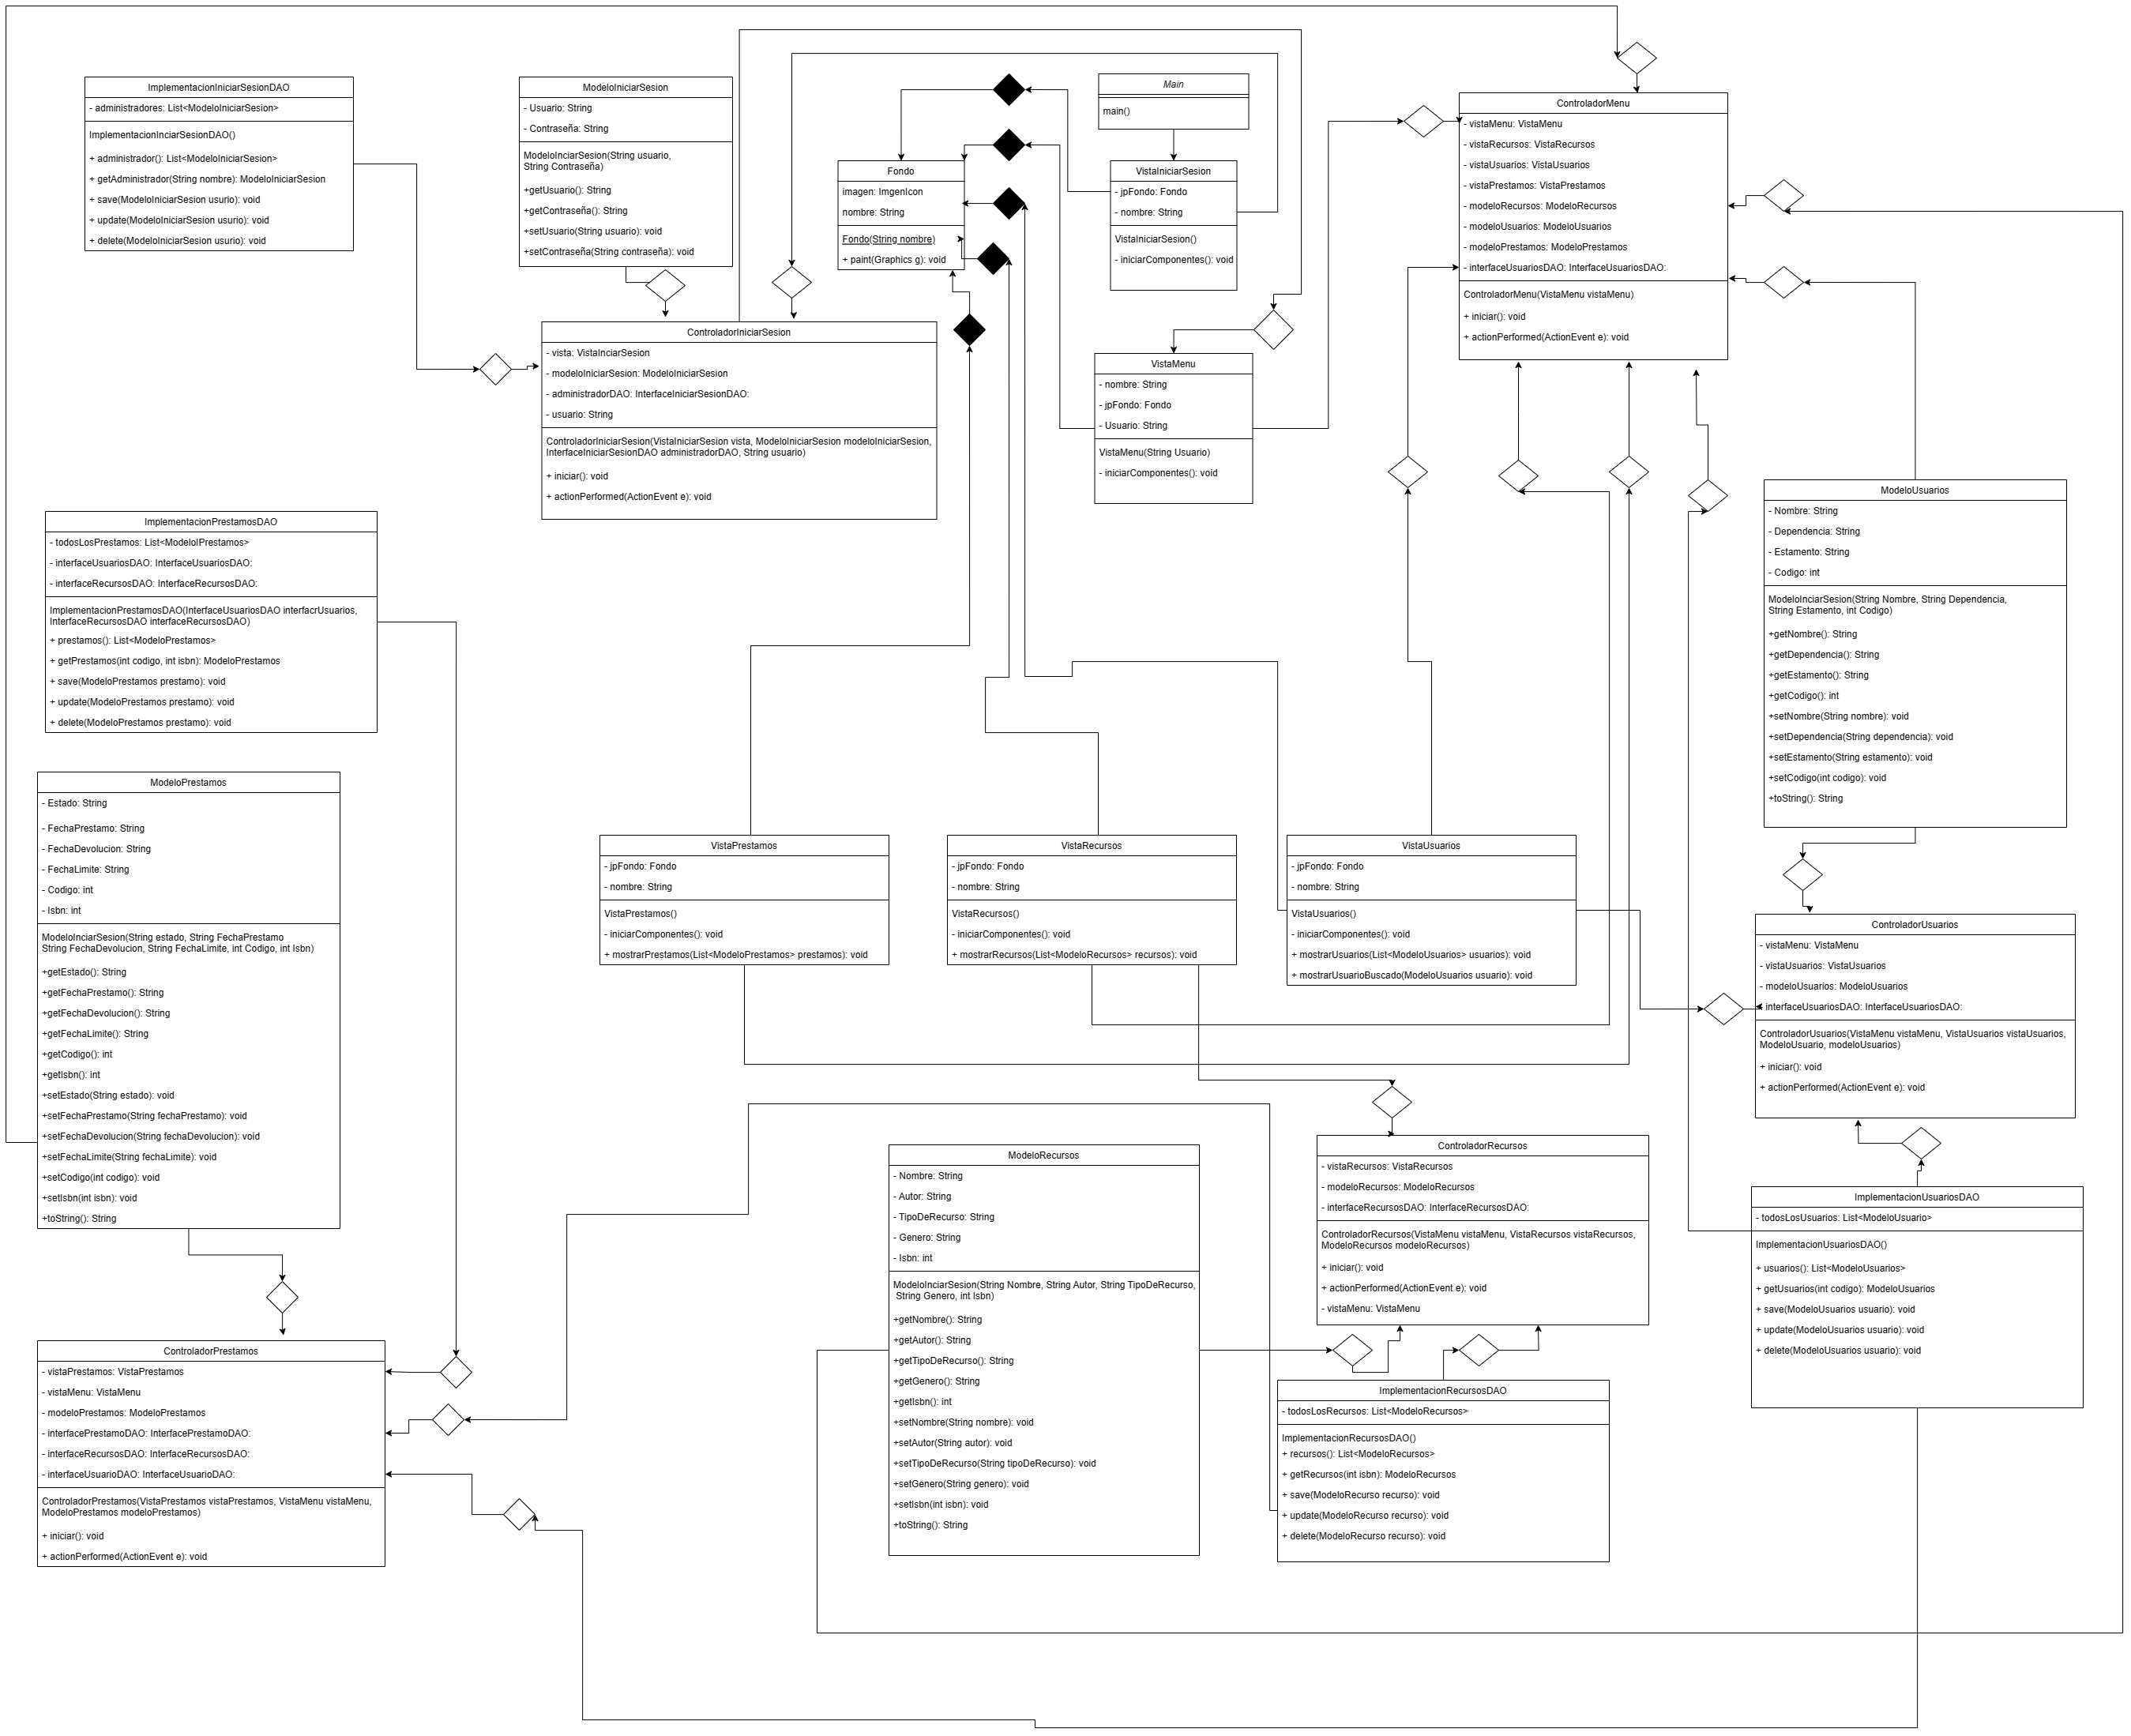 ImplementacionIniciarSesionDAO
- administradores: List<ModeloIniciarSesion>
ImplementacionInciarSesionDAO()
+ administrador(): List<ModeloIniciarSesion>
+ getAdministrador(String nombre): ModeloIniciarSesion
+ save(ModeloIniciarSesion usurio): void
+ update(ModeloIniciarSesion usurio): void
+ delete(ModeloIniciarSesion usurio): void
ModeloIniciarSesion
- Usuario: String
- Contraseña: String
ModeloInciarSesion(String usuario,
String Contraseña)
+getUsuario(): String
+getContraseña(): String
+setUsuario(String usuario): void
+setContraseña(String contraseña): void
Fondo
imagen: ImgenIcon
nombre: String
Fondo(String nombre)
+ paint(Graphics g): void
Main
main()
VistaIniciarSesion
- jpFondo: Fondo
- nombre: String
VistaIniciarSesion()
- iniciarComponentes(): void
ControladorMenu
- vistaMenu: VistaMenu
- vistaRecursos: VistaRecursos
- vistaUsuarios: VistaUsuarios
- vistaPrestamos: VistaPrestamos
- modeloRecursos: ModeloRecursos
- modeloUsuarios: ModeloUsuarios
- modeloPrestamos: ModeloPrestamos
- interfaceUsuariosDAO: InterfaceUsuariosDAO:
ControladorMenu(VistaMenu vistaMenu)
+ iniciar(): void
+ actionPerformed(ActionEvent e): void
ControladorIniciarSesion
- vista: VistaInciarSesion
- modeloIniciarSesion: ModeloIniciarSesion
- administradorDAO: InterfaceIniciarSesionDAO:
- usuario: String
ControladorIniciarSesion(VistaIniciarSesion vista, ModeloIniciarSesion modeloIniciarSesion,
InterfaceIniciarSesionDAO administradorDAO, String usuario)
+ iniciar(): void
+ actionPerformed(ActionEvent e): void
VistaMenu
- nombre: String
- jpFondo: Fondo
- Usuario: String
VistaMenu(String Usuario)
- iniciarComponentes(): void
ImplementacionPrestamosDAO
- todosLosPrestamos: List<ModelolPrestamos>
- interfaceUsuariosDAO: InterfaceUsuariosDAO:
- interfaceRecursosDAO: InterfaceRecursosDAO:
ImplementacionPrestamosDAO(InterfaceUsuariosDAO interfacrUsuarios,
InterfaceRecursosDAO interfaceRecursosDAO)
+ prestamos(): List<ModeloPrestamos>
+ getPrestamos(int codigo, int isbn): ModeloPrestamos
+ save(ModeloPrestamos prestamo): void
+ update(ModeloPrestamos prestamo): void
+ delete(ModeloPrestamos prestamo): void
ModeloUsuarios
- Nombre: String
- Dependencia: String
- Estamento: String
- Codigo: int
ModeloInciarSesion(String Nombre, String Dependencia,
String Estamento, int Codigo)
+getNombre(): String
+getDependencia(): String
+getEstamento(): String
+getCodigo(): int
+setNombre(String nombre): void
+setDependencia(String dependencia): void
+setEstamento(String estamento): void
+setCodigo(int codigo): void
+toString(): String
ModeloPrestamos
- Estado: String
- FechaPrestamo: String
- FechaDevolucion: String
- FechaLimite: String
- Codigo: int
- Isbn: int
ModeloInciarSesion(String estado, String FechaPrestamo
String FechaDevolucion, String FechaLimite, int Codigo, int Isbn)
+getEstado(): String
+getFechaPrestamo(): String
+getFechaDevolucion(): String
+getFechaLimite(): String
+getCodigo(): int
+getIsbn(): int
+setEstado(String estado): void
+setFechaPrestamo(String fechaPrestamo): void
+setFechaDevolucion(String fechaDevolucion): void
+setFechaLimite(String fechaLimite): void
+setCodigo(int codigo): void
+setIsbn(int isbn): void
+toString(): String
VistaPrestamos
- jpFondo: Fondo
- nombre: String
VistaPrestamos()
- iniciarComponentes(): void
+ mostrarPrestamos(List<ModeloPrestamos> prestamos): void
VistaRecursos
- jpFondo: Fondo
- nombre: String
VistaRecursos()
- iniciarComponentes(): void
+ mostrarRecursos(List<ModeloRecursos> recursos): void
VistaUsuarios
- jpFondo: Fondo
- nombre: String
VistaUsuarios()
- iniciarComponentes(): void
+ mostrarUsuarios(List<ModeloUsuarios> usuarios): void
+ mostrarUsuarioBuscado(ModeloUsuarios usuario): void
ControladorUsuarios
- vistaMenu: VistaMenu
- vistaUsuarios: VistaUsuarios
- modeloUsuarios: ModeloUsuarios
interfaceUsuariosDAO: InterfaceUsuariosDAO:
ControladorUsuarios(VistaMenu vistaMenu, VistaUsuarios vistaUsuarios,
ModeloUsuario, modeloUsuarios)
+ iniciar(): void
+ actionPerformed(ActionEvent e): void
ModeloRecursos
- Nombre: String
- Autor: String
- TipoDeRecurso: String
- Genero: String
- Isbn: int
ModeloInciarSesion(String Nombre, String Autor, String TipoDeRecurso,
String Genero, int Isbn)
+getNombre(): String
+getAutor(): String
+getTipoDeRecurso(): String
+getGenero(): String
+getIsbn(): int
+setNombre(String nombre): void
+setAutor(String autor): void
+setTipoDeRecurso(String tipoDeRecurso): void
+setGenero(String genero): void
+setIsbn(int isbn): void
+toString(): String
ControladorRecursos
- vistaRecursos: VistaRecursos
- modeloRecursos: ModeloRecursos
- interfaceRecursosDAO: InterfaceRecursosDAO:
ControladorRecursos(VistaMenu vistaMenu, VistaRecursos vistaRecursos,
ModeloRecursos modeloRecursos)
+ iniciar(): void
+ actionPerformed(ActionEvent e): void
- vistaMenu: VistaMenu
ImplementacionUsuariosDAO
- todosLosUsuarios: List<ModeloUsuario>
ImplementacionUsuariosDAO()
+ usuarios(): List<ModeloUsuarios>
+ getUsuarios(int codigo): ModeloUsuarios
+ save(ModeloUsuarios usuario): void
+ update(ModeloUsuarios usuario): void
+ delete(ModeloUsuarios usuario): void
ControladorPrestamos
- vistaPrestamos: VistaPrestamos
- vistaMenu: VistaMenu
- modeloPrestamos: ModeloPrestamos
- interfacePrestamoDAO: InterfacePrestamoDAO:
- interfaceRecursosDAO: InterfaceRecursosDAO:
- interfaceUsuarioDAO: InterfaceUsuarioDAO:
ControladorPrestamos(VistaPrestamos vistaPrestamos, VistaMenu vistaMenu,
ModeloPrestamos modeloPrestamos)
+ iniciar(): void
+ actionPerformed(ActionEvent e): void
ImplementacionRecursosDAO
- todosLosRecursos: List<ModeloRecursos>
ImplementacionRecursosDAO()
+ recursos(): List<ModeloRecursos>
+ getRecursos(int isbn): ModeloRecursos
+ save(ModeloRecurso recurso): void
+ update(ModeloRecurso recurso): void
+ delete(ModeloRecurso recurso): void